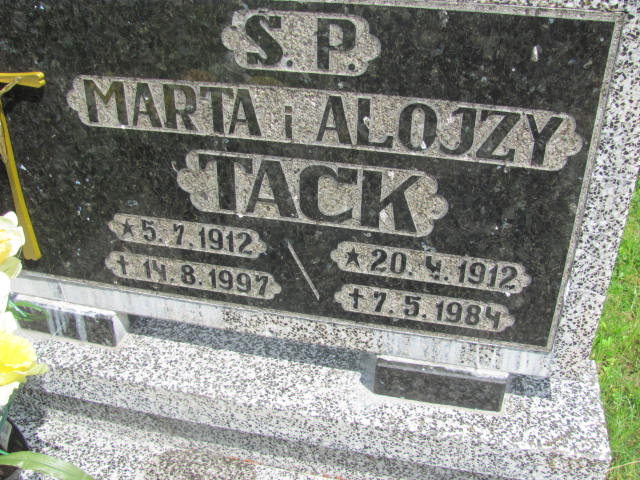 S. P.
MARTA i ALOJZY
TACK
★ 5. 7. 1912
✝ 14. 8. 1997
★ 20. 4. 1912
✝ 7. 5. 1984